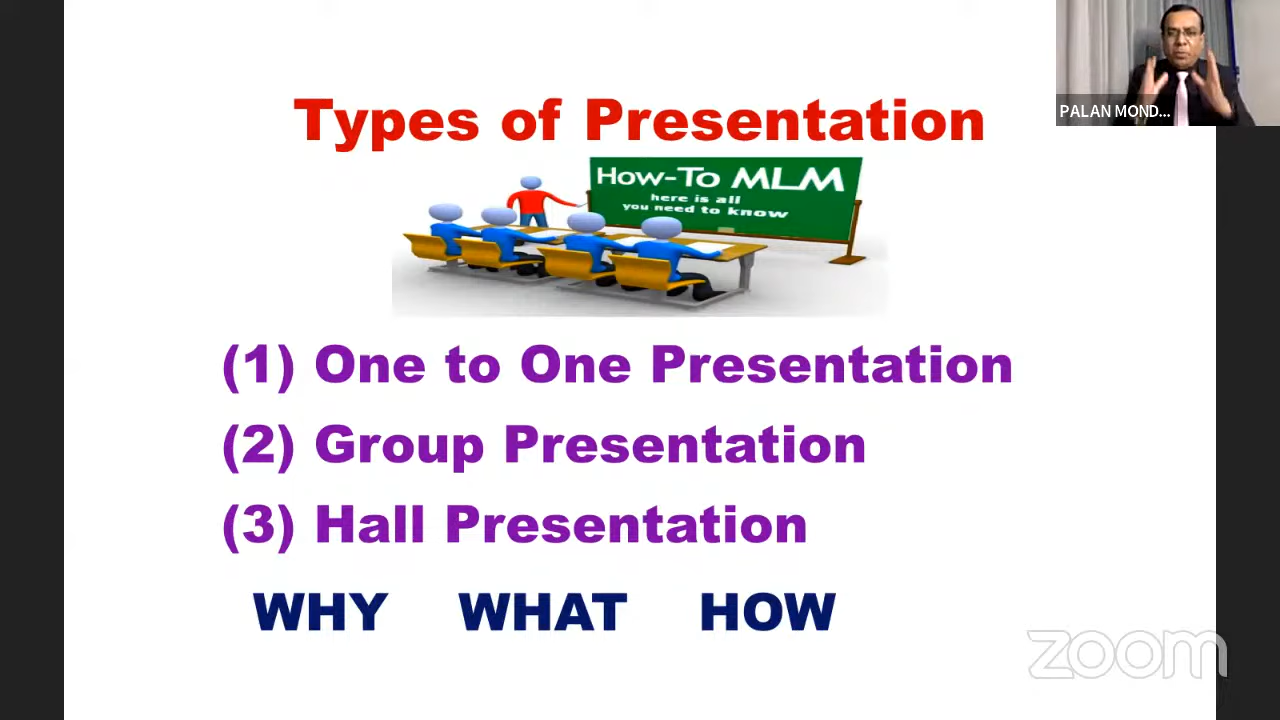 PALAN MOND...
Types of Presentation
How-To MLM
here is all
you need to know
(1) One to One Presentation
(2) Group Presentation
(3) Hall Presentation
WHY WHAT HOW
zoom